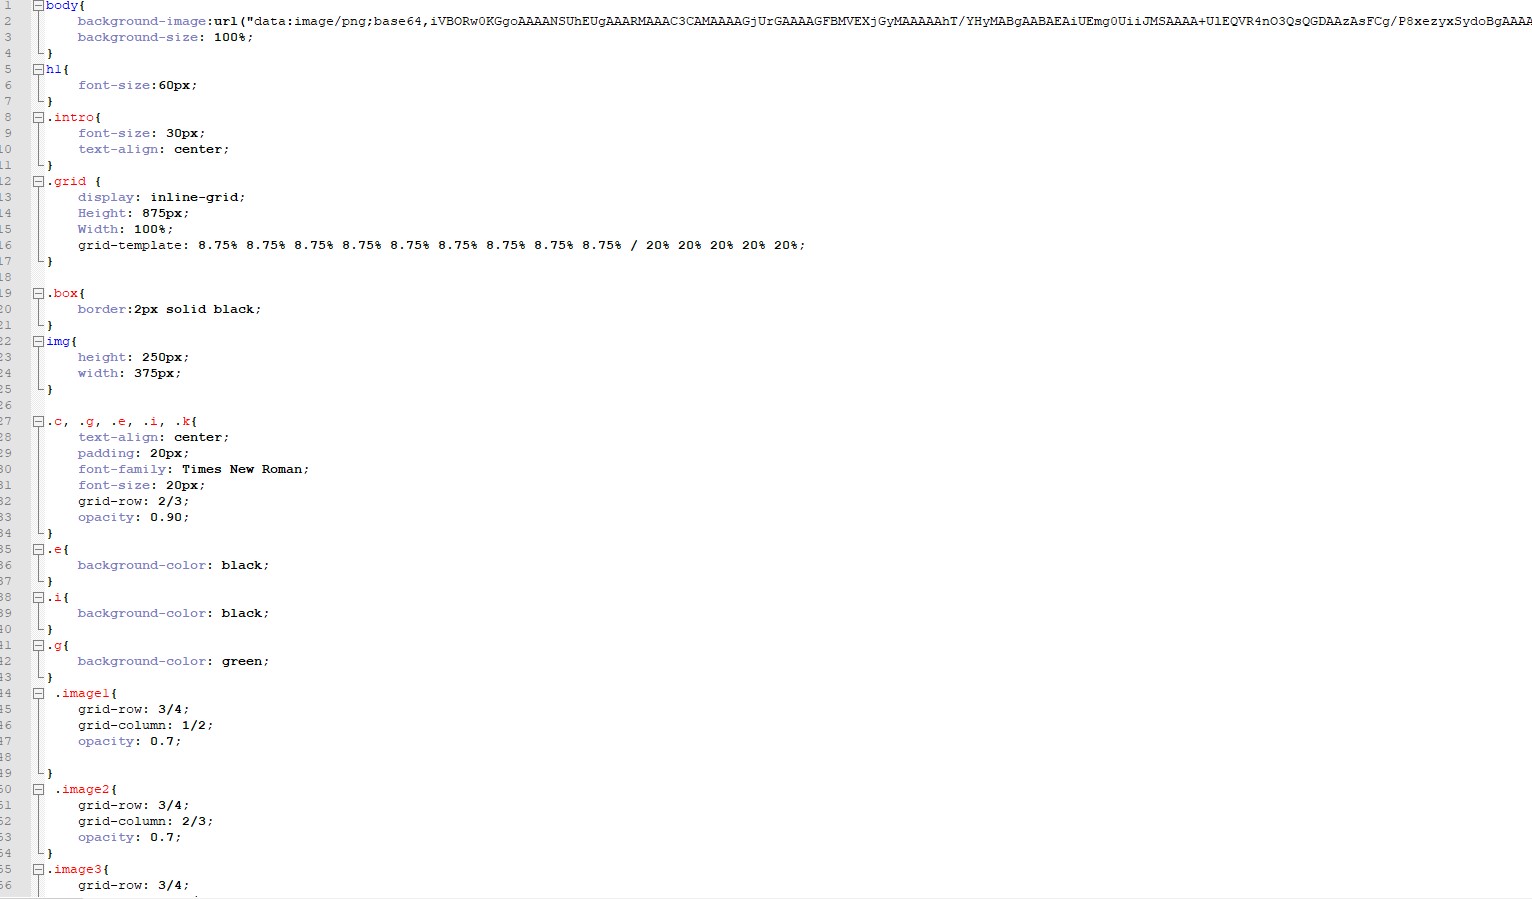 1 body{
2 background-image:url("data:image/png;base64,iVBORw0KGgoAAAANSUhEUgAAARMAAAC3CAMAAAAGjUrGAAAAGFBMVEXjGyMAAAAAhT/YHyMABgAABAEAiUEmg0UiiJMSAAAA+UlEQVR4nO3QsQGDAAzAsFCg/P8xezyxSydoBgAAAA
3 background-size: 100%;
4 }
5 h1{
6 font-size:60px;
7 }
8 .intro{
9 font-size: 30px;
10 text-align: center;
11 }
12 .grid {
13 display: inline-grid;
14 Height: 875px;
15 Width: 100%;
16 grid-template: 8.75% 8.75% 8.75% 8.75% 8.75% 8.75% 8.75% 8.75% 8.75% / 20% 20% 20% 20% 20%;
17 }
18
19 .box{
20 border:2px solid black;
21 }
22 img{
23 height: 250px;
24 width: 375px;
25 }
26
27 .c, .g, .e, .i, .k{
28 text-align: center;
29 padding: 20px;
30 font-family: Times New Roman;
31 font-size: 20px;
32 grid-row: 2/3;
33 opacity: 0.90;
34 }
35 .e{
36 background-color: black;
37 }
38 .i{
39 background-color: black;
40 }
41 .g{
42 background-color: green;
43 }
44 .image1{
45 grid-row: 3/4;
46 grid-column: 1/2;
47 opacity: 0.7;
48
49 }
50 .image2{
51 grid-row: 3/4;
52 grid-column: 2/3;
53 opacity: 0.7;
54 }
55 .image3{
56 grid-row: 3/4;